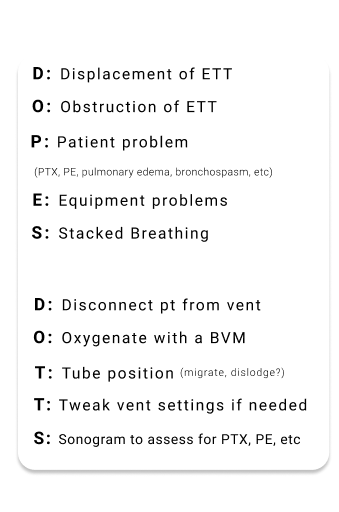 D: Displacement of ETT
O: Obstruction of ETT
P: Patient problem
(PTX, PE, pulmonary edema, bronchospasm, etc)
E: Equipment problems
S: Stacked Breathing
D: Disconnect pt from vent
O: Oxygenate with a BVM
T: Tube position (migrate, dislodge?)
T: Tweak vent settings if needed
S: Sonogram to assess for PTX, PE, etc